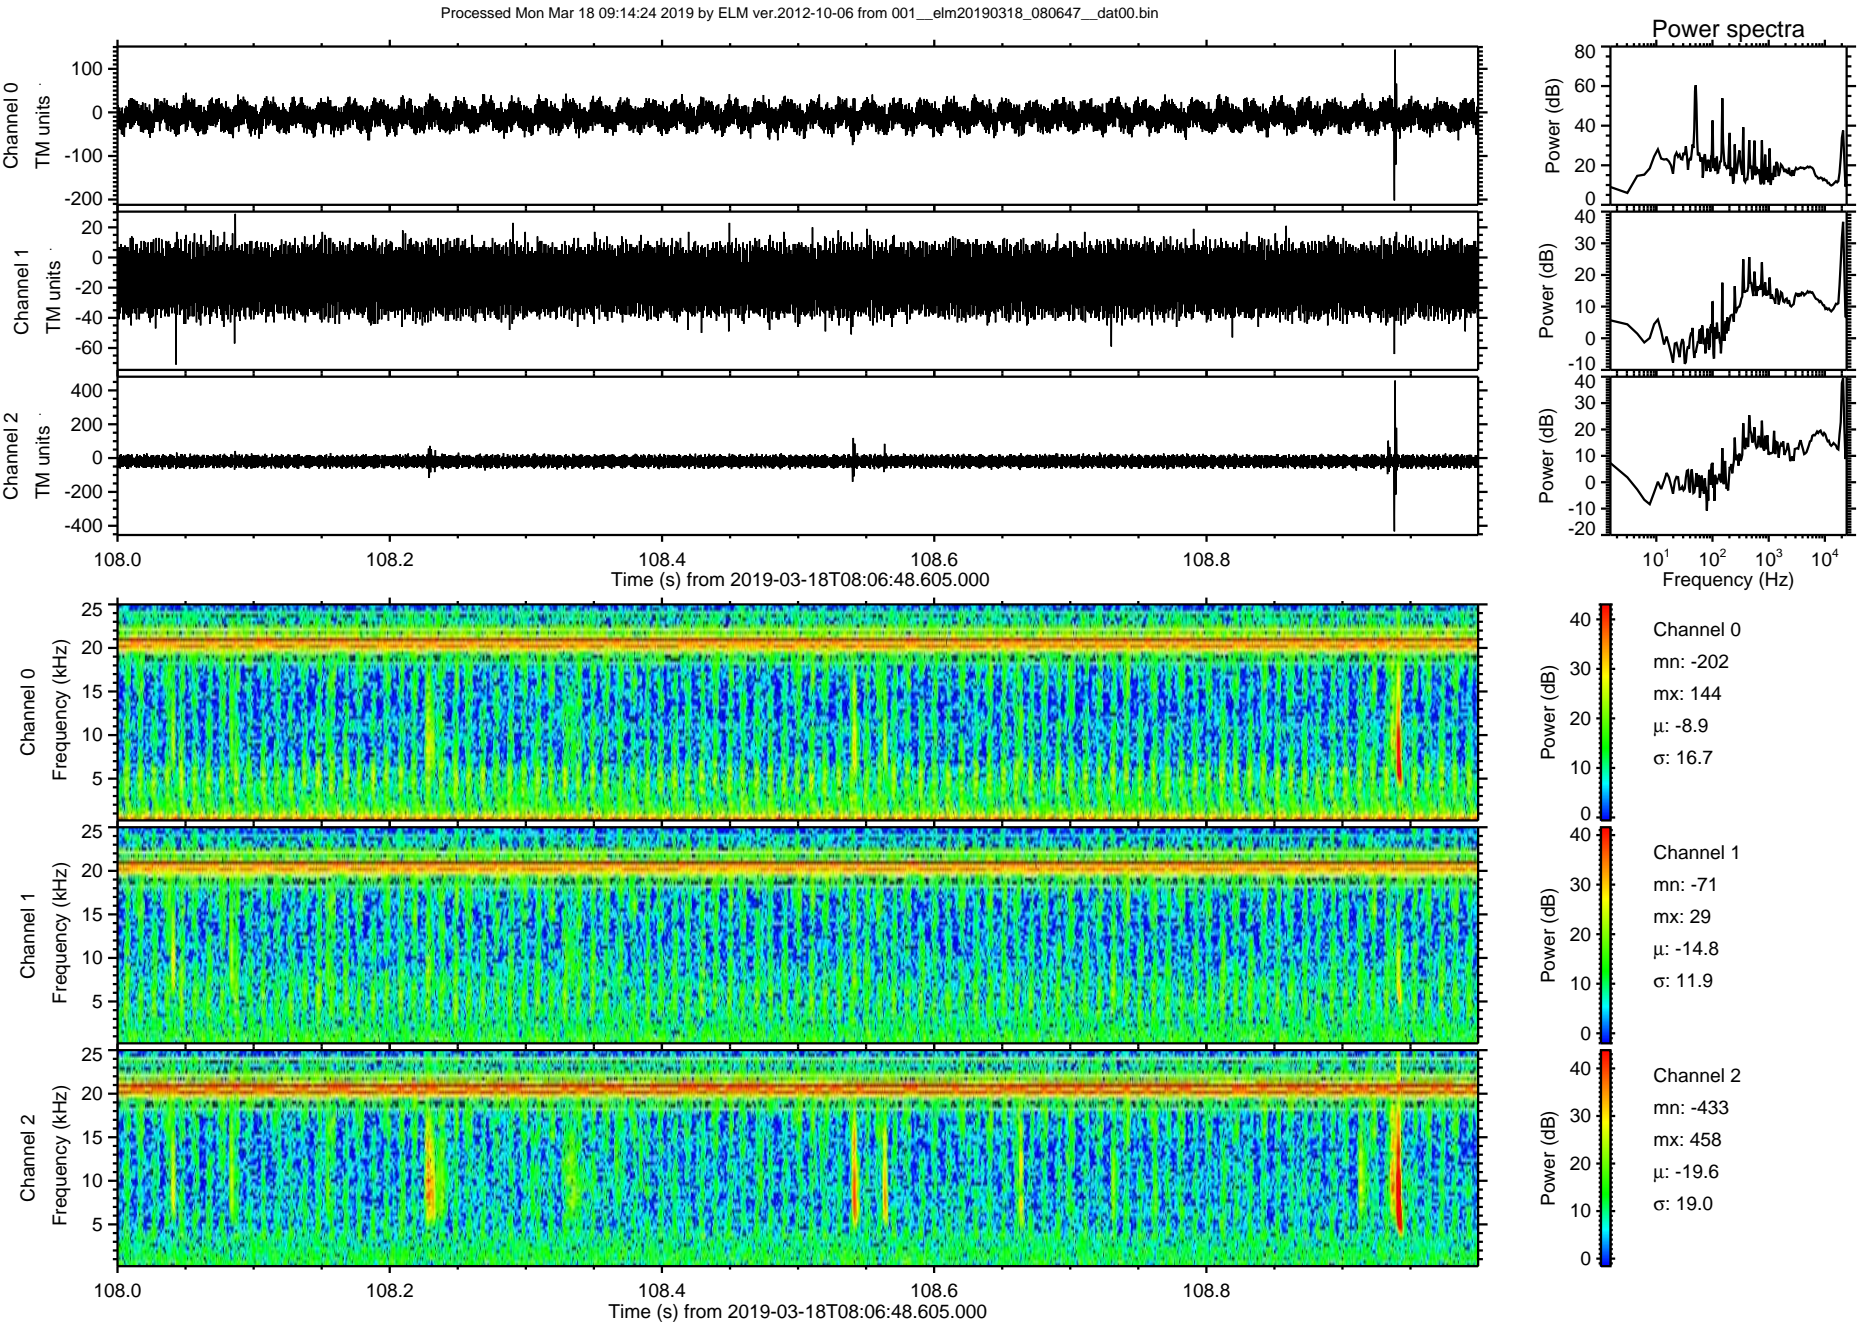 Processed Mon Mar 18 09:14:24 2019 by ELM ver.2012-10-06 from 001__elm20190318_080647__dat00.bin
Power spectra
Channel 0
TM units
100
0
-100
-200
Power (dB)
80
60
40
20
0
Channel 1
TM units
20
0
-20
-40
-60
Power (dB)
40
30
20
10
0
-10
Channel 2
TM units
400
200
0
-200
-400
Power (dB)
40
30
20
10
0
-10
-20
108.0 108.2 108.4 108.6 108.8
Time (s) from 2019-03-18T08:06:48.605.000
10¹ 10² 10³ 10⁴
Frequency (Hz)
Channel 0
Frequency (kHz)
25
20
15
10
5
Power (dB)
40
30
20
10
0
Channel 0
mn: -202
mx: 144
μ: -8.9
σ: 16.7
Channel 1
Frequency (kHz)
25
20
15
10
5
Power (dB)
40
30
20
10
0
Channel 1
mn: -71
mx: 29
μ: -14.8
σ: 11.9
Channel 2
Frequency (kHz)
25
20
15
10
5
Power (dB)
40
30
20
10
0
Channel 2
mn: -433
mx: 458
μ: -19.6
σ: 19.0
108.0 108.2 108.4 108.6 108.8
Time (s) from 2019-03-18T08:06:48.605.000